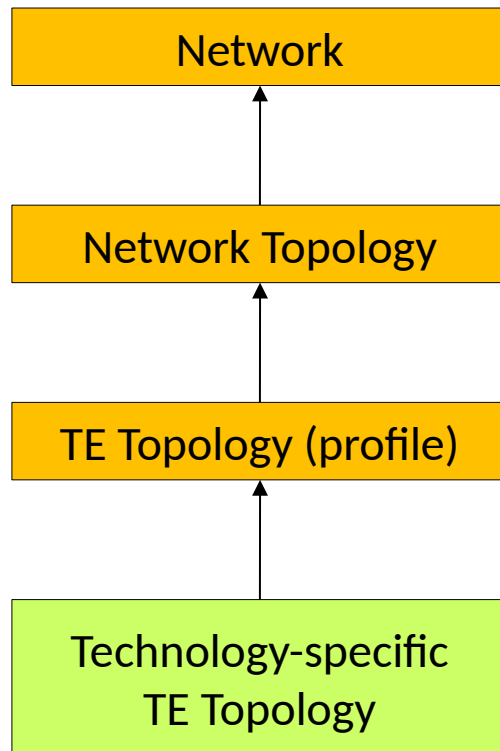 Network
Network Topology
TE Topology (profile)
Technology-specific
TE Topology